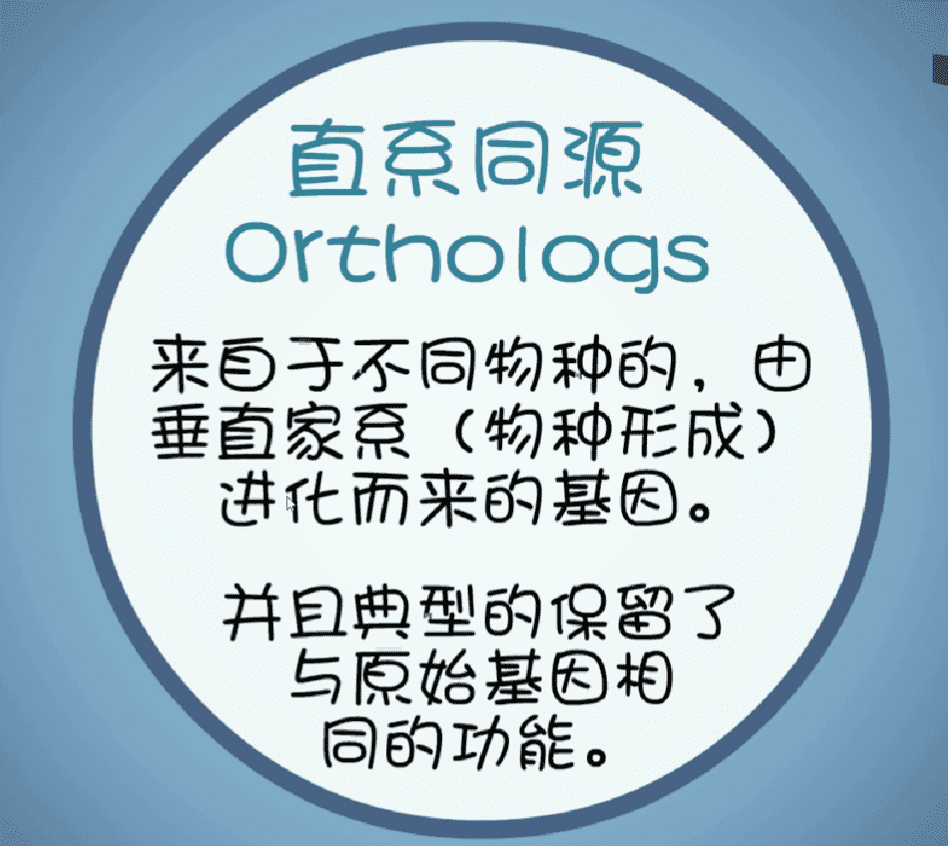 直系同源
Orthologs
来自于不同物种的，由
垂直家系（物种形成）
进化而来的基因。
并且典型的保留了
与原始基因相
同的功能。